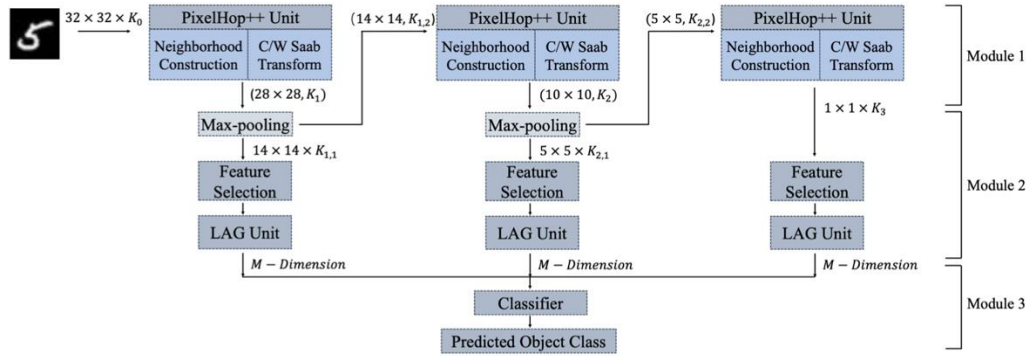 32 × 32 × K₀
PixelHop++ Unit
Neighborhood Construction
C/W Saab Transform
(14 × 14, K₁,₂)
PixelHop++ Unit
Neighborhood Construction
C/W Saab Transform
(5 × 5, K₂,₂)
PixelHop++ Unit
Neighborhood Construction
C/W Saab Transform
Module 1
(28 × 28, K₁)
(10 × 10, K₂)
1 × 1 × K₃
Max-pooling
Max-pooling
14 × 14 × K₁,₁
5 × 5 × K₂,₁
Feature Selection
Feature Selection
Feature Selection
Module 2
LAG Unit
LAG Unit
LAG Unit
M − Dimension
M − Dimension
M − Dimension
Classifier
Module 3
Predicted Object Class
5